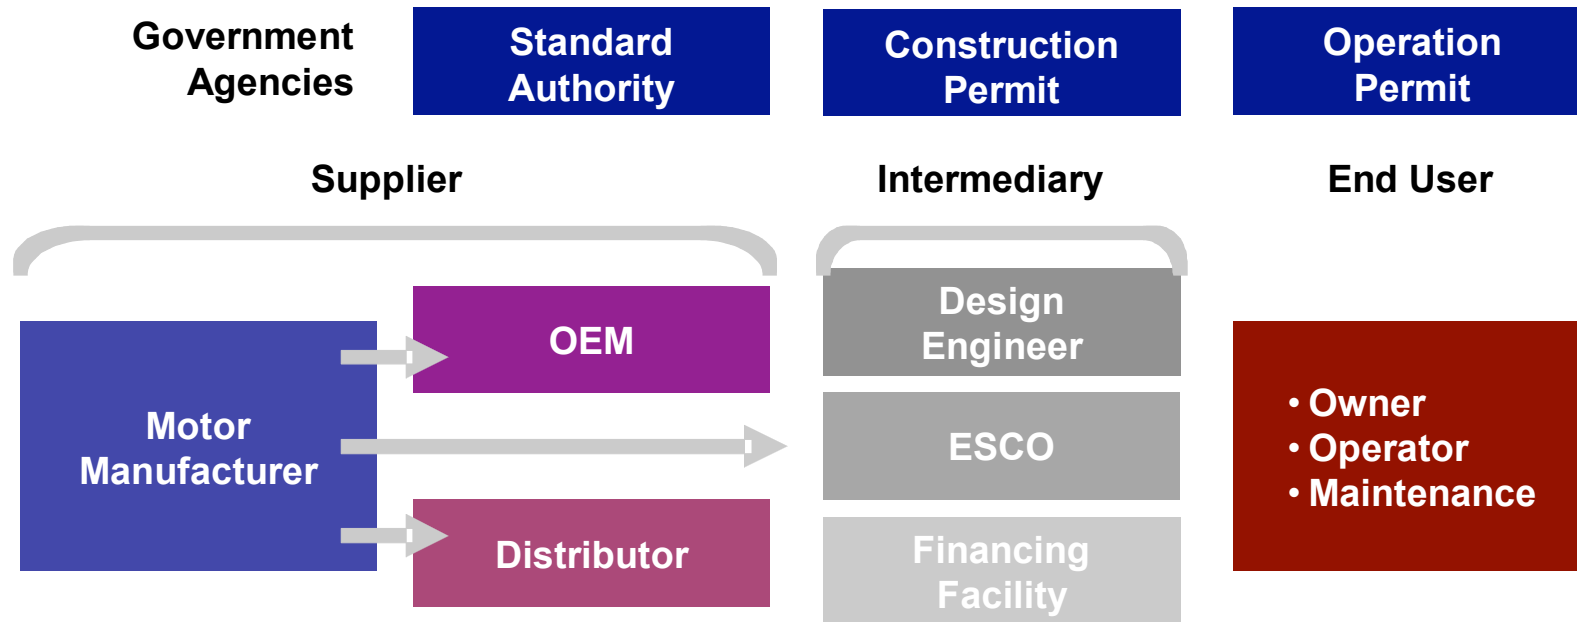 Government
Agencies
Standard
Authority
Construction
Permit
Operation
Permit
Supplier
Intermediary
End User
Motor
Manufacturer
OEM
Distributor
Design
Engineer
ESCO
Financing
Facility
• Owner
• Operator
• Maintenance